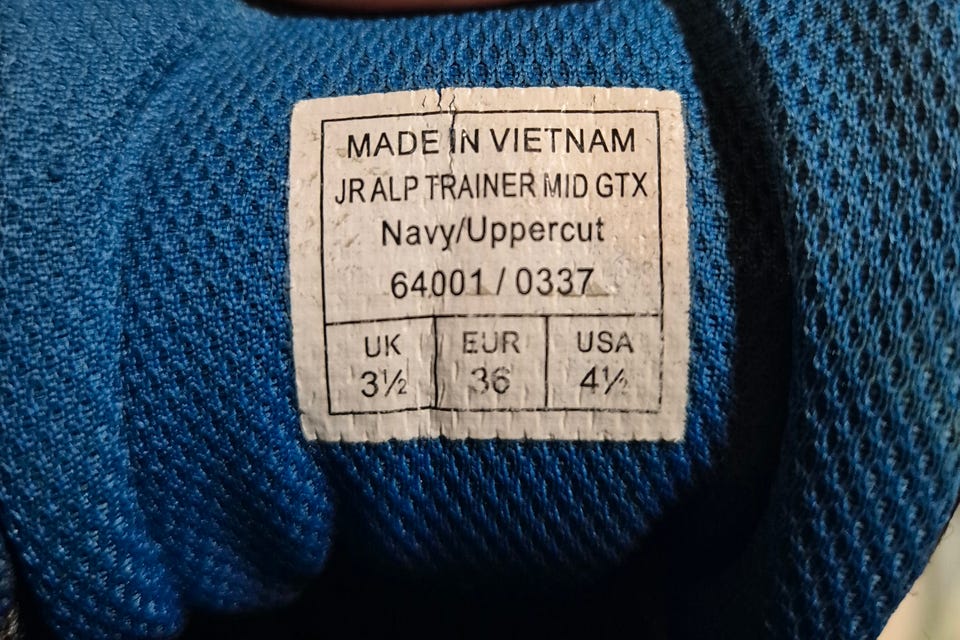 MADE IN VIETNAM
JR ALP TRAINER MID GTX
Navy/Uppercut
64001 / 0337
UK EUR USA
3½ 36 4½